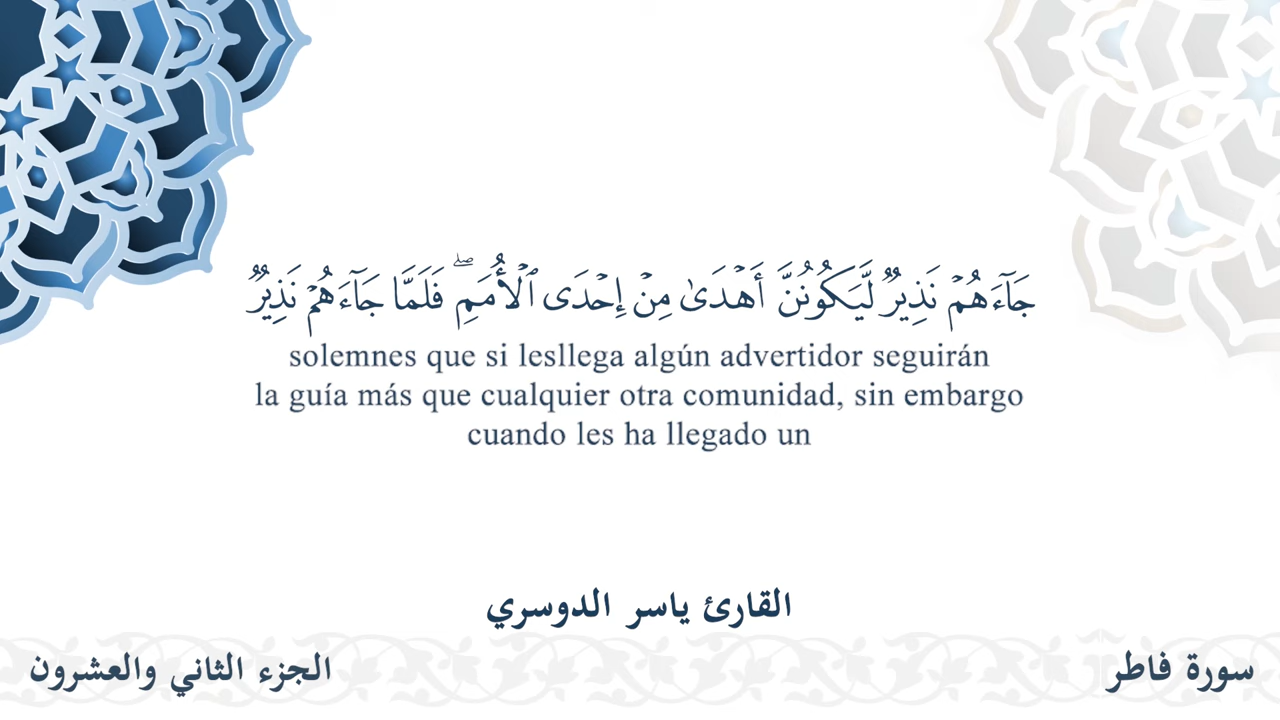 جَآءَهُمۡ نَذِيرٞ لَّيَكُونُنَّ أَهۡدَىٰ مِنۡ إِحۡدَى ٱلۡأُمَمِۖ فَلَمَّا جَآءَهُمۡ نَذِيرٞ
solemnes que si lesllega algún advertidor seguirán
la guía más que cualquier otra comunidad, sin embargo
cuando les ha llegado un
القارئ ياسر الدوسري
سورة فاطر
الجزء الثاني والعشرون